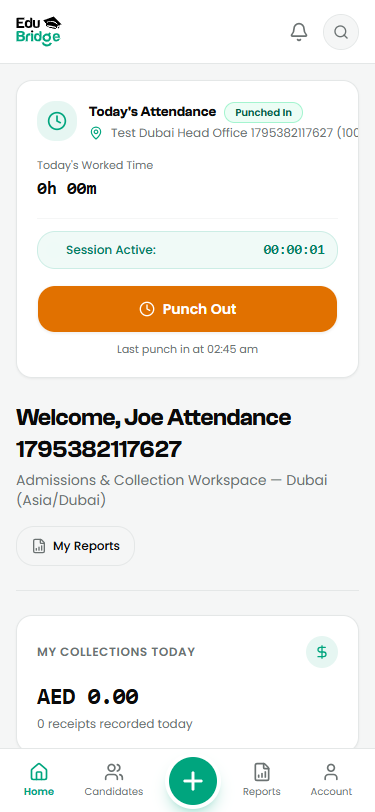 Edu
Bridge
Today's Attendance Punched In
Test Dubai Head Office 1795382117627 (100
Today's Worked Time
0h 00m
Session Active: 00:00:01
Punch Out
Last punch in at 02:45 am
Welcome, Joe Attendance
1795382117627
Admissions & Collection Workspace — Dubai
(Asia/Dubai)
My Reports
MY COLLECTIONS TODAY
$
AED 0.00
0 receipts recorded today
Home Candidates Reports Account